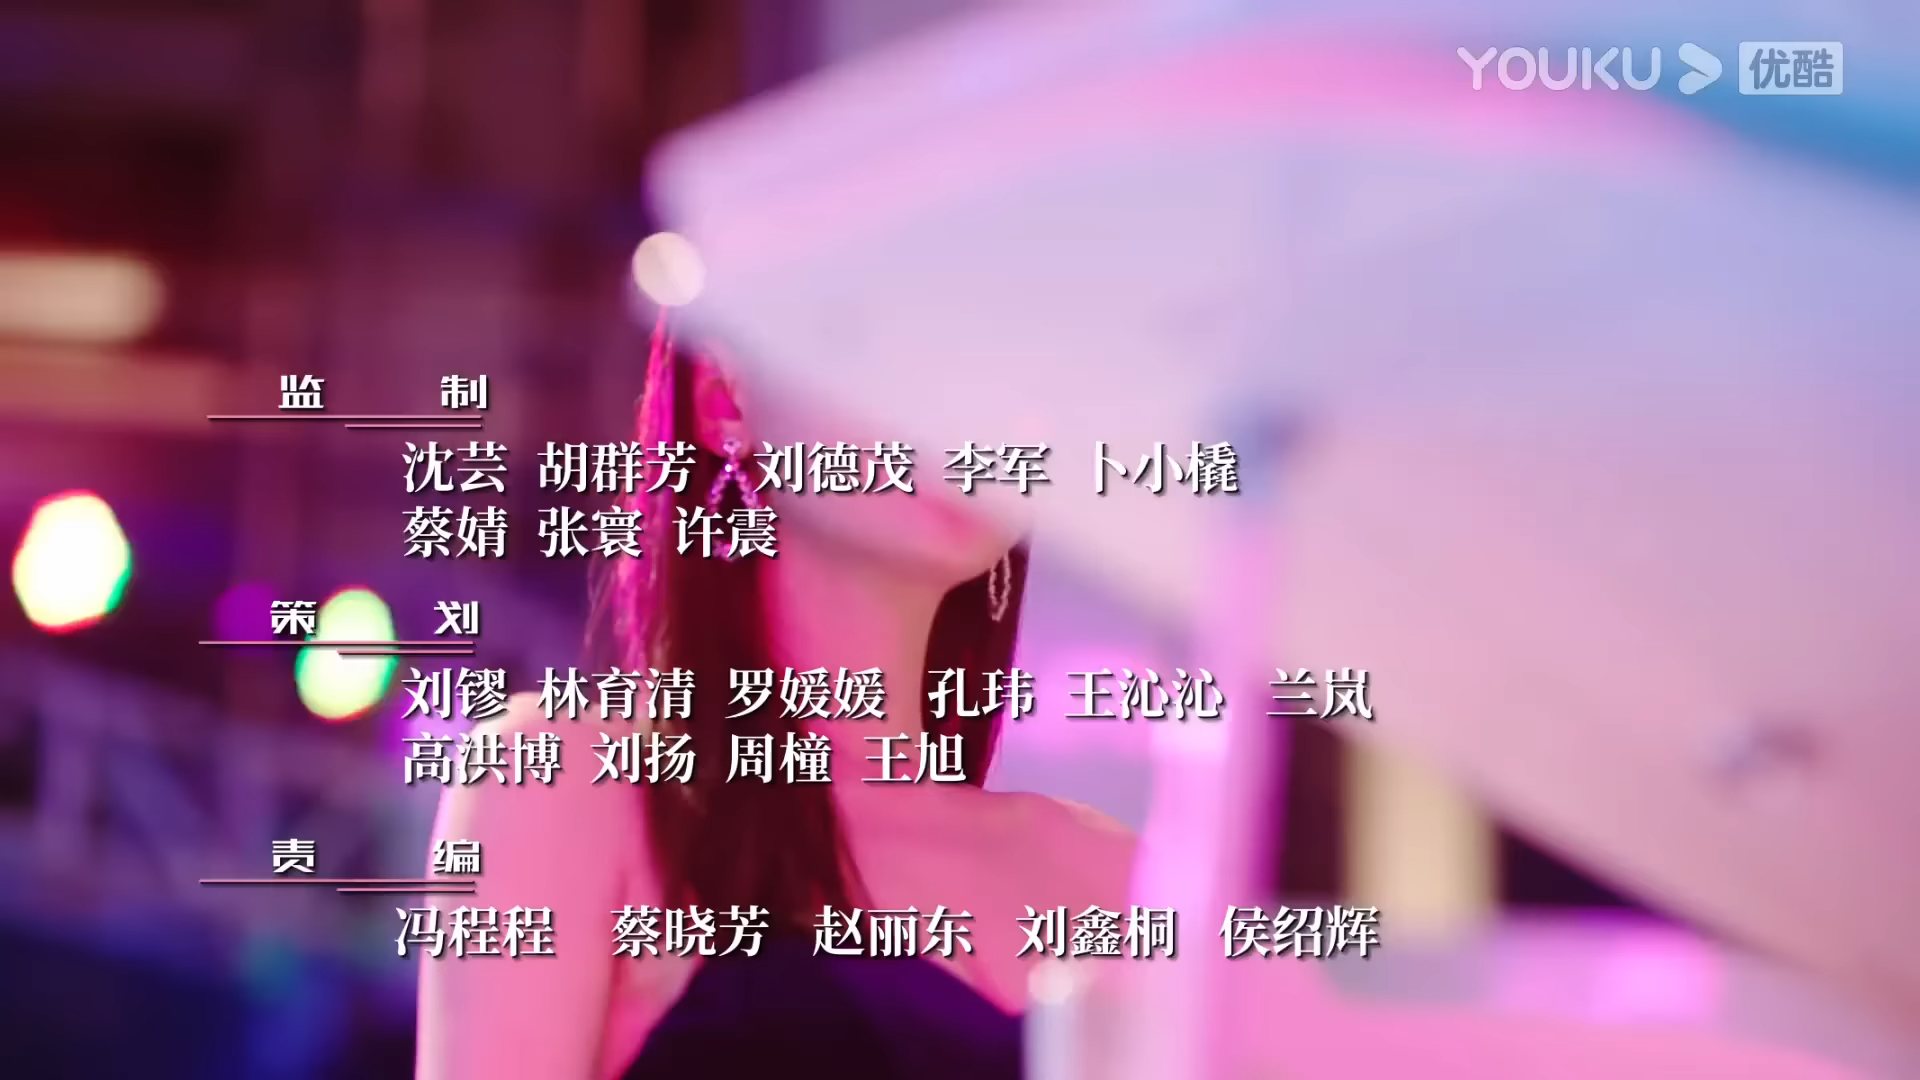 YOUKU 优酷
监 制
沈芸 胡群芳 刘德茂 李军 卜小橇
蔡婧 张寰 许震
策 划
刘镠 林育清 罗媛媛 孔玮 王沁沁 兰岚
高洪博 刘扬 周橦 王旭
责 编
冯程程 蔡晓芳 赵丽东 刘鑫桐 侯绍辉